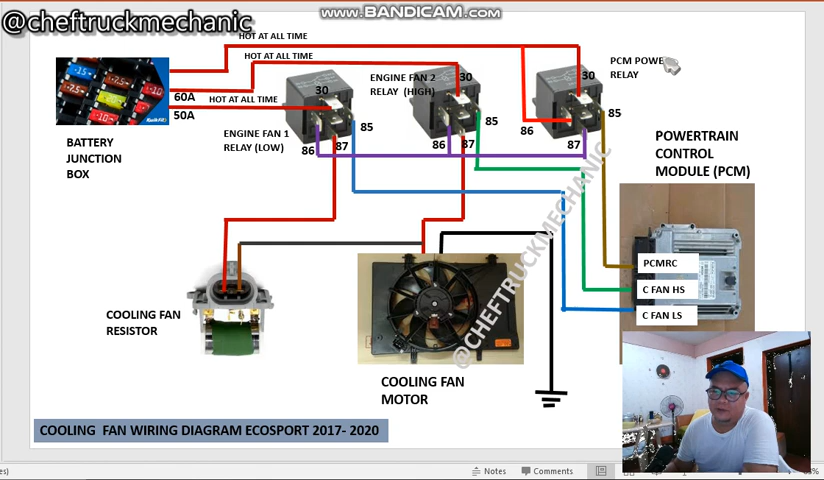 WWW.BANDICAM.COM
@cheftruckmechanic
HOT AT ALL TIME
HOT AT ALL TIME
60A
HOT AT ALL TIME
50A
BATTERY
JUNCTION
BOX
30
ENGINE FAN 1
RELAY (LOW)
86
87
85
ENGINE FAN 2
RELAY (HIGH)
30
86
87
85
30
PCM POWE
RELAY
86
87
85
POWERTRAIN
CONTROL
MODULE (PCM)
PCMRC
C FAN HS
C FAN LS
COOLING FAN
RESISTOR
COOLING FAN
MOTOR
@CHEFTRUCKMECHANIC
COOLING FAN WIRING DIAGRAM ECOSPORT 2017- 2020
Notes
Comments